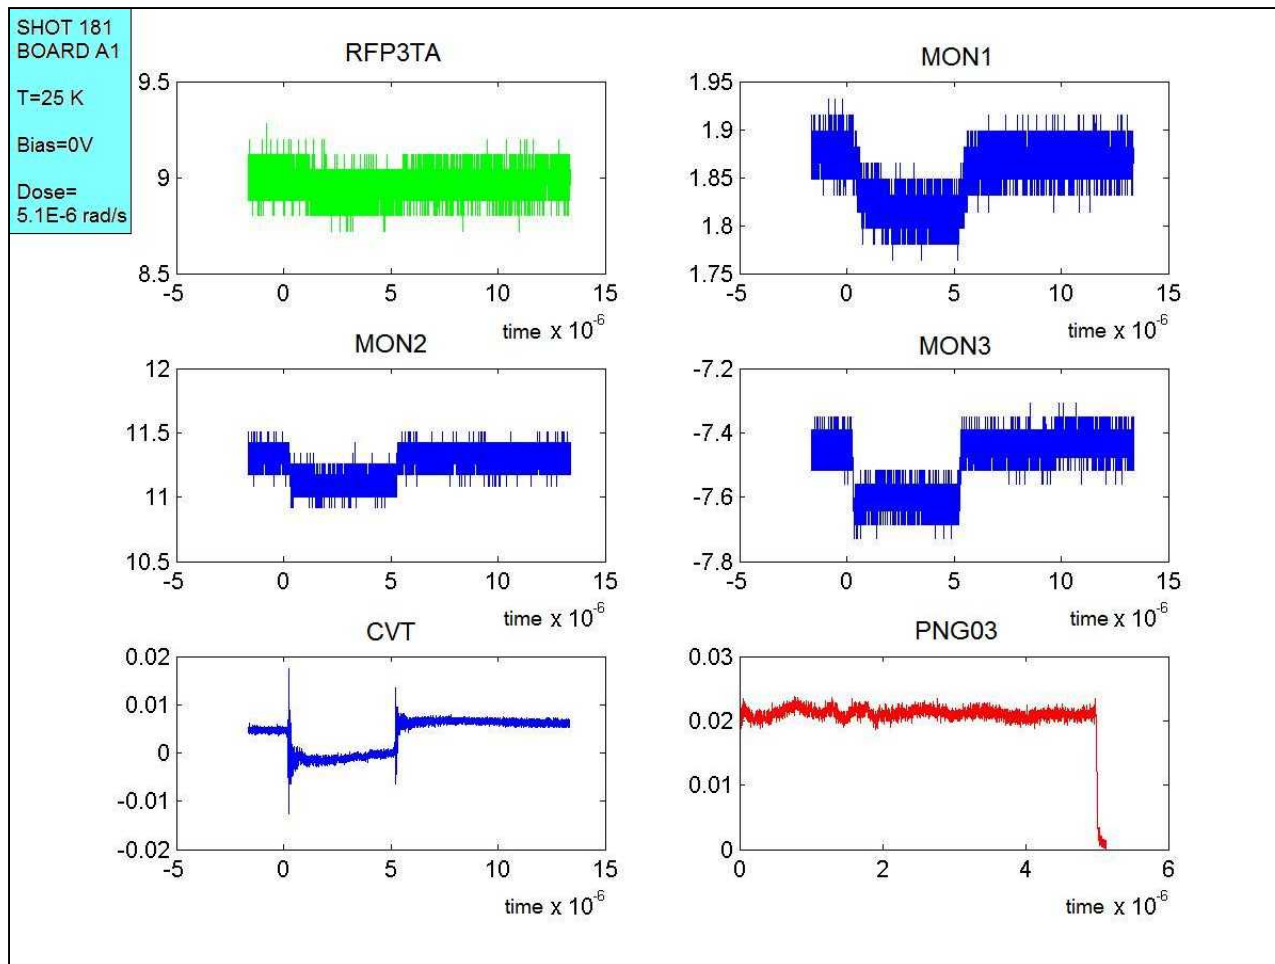 SHOT 181
BOARD A1
T=25 K
Bias=0V
Dose=
5.1E-6 rad/s
RFP3TA
9.5
9
8.5
-5 0 5 10 15
time x 10-6
MON1
1.95
1.9
1.85
1.8
1.75
-5 0 5 10 15
time x 10-6
MON2
12
11.5
11
10.5
-5 0 5 10 15
time x 10-6
MON3
-7.2
-7.4
-7.6
-7.8
-5 0 5 10 15
time x 10-6
CVT
0.02
0.01
0
-0.01
-0.02
-5 0 5 10 15
time x 10-6
PNG03
0.03
0.02
0.01
0
0 2 4 6
time x 10-6